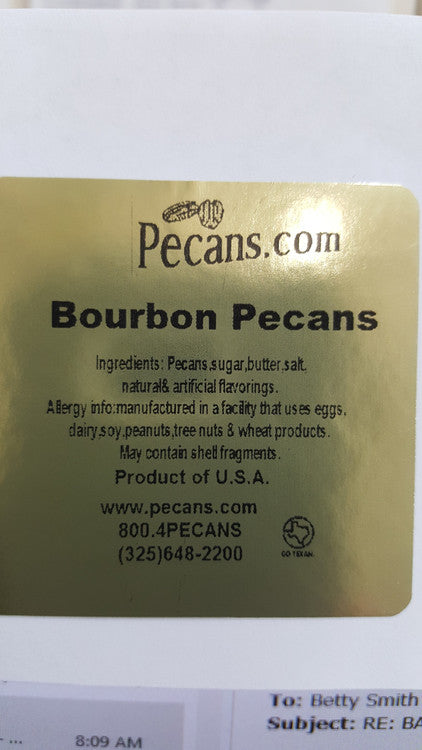 Pecans.com
Bourbon Pecans
Ingredients: Pecans,sugar,butter,salt.
natural& artificial flavorings.
Allergy info:manufactured in a facility that uses eggs,
dairy,soy,peanuts,tree nuts & wheat products.
May contain shell fragments.
Product of U.S.A.
www.pecans.com
800.4PECANS
(325)648-2200
GO TEXAN.
To: Betty Smith
Subject: RE: BA
... 8:09 AM